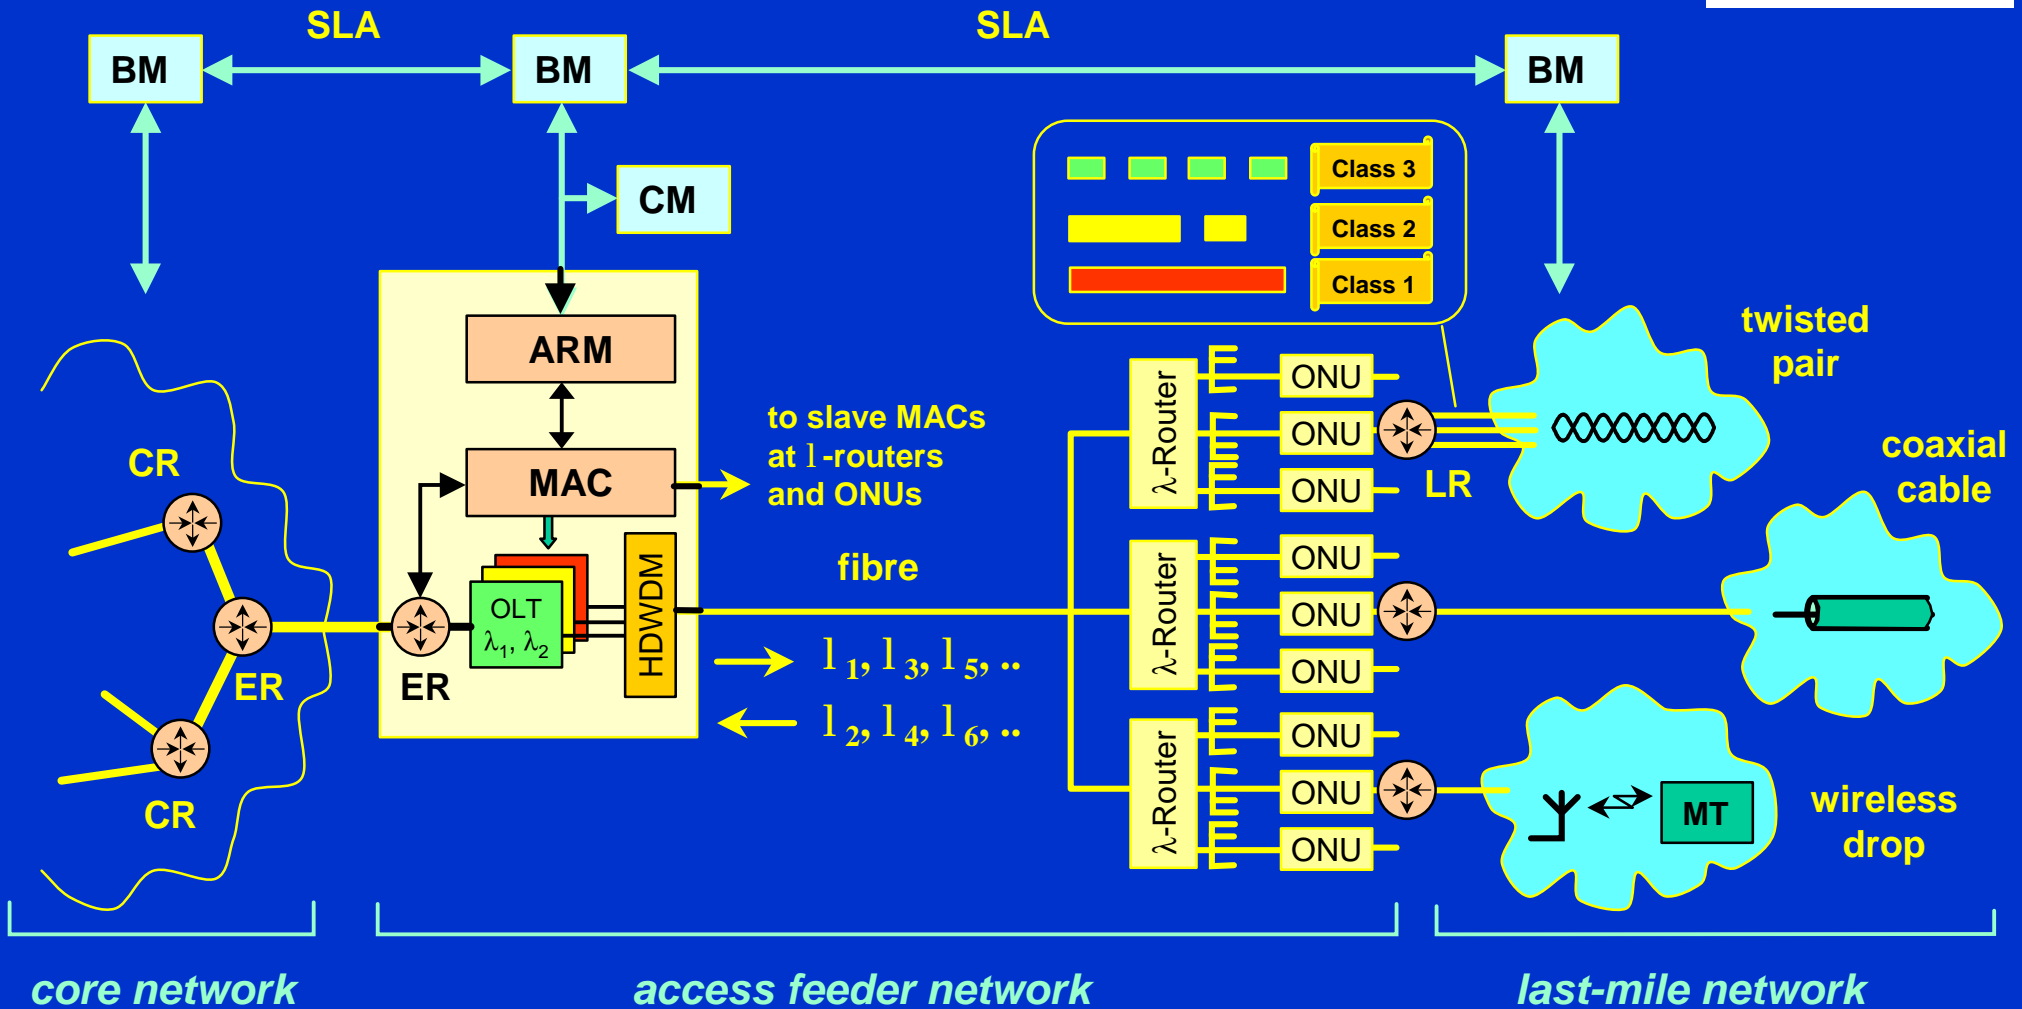 SLA
SLA
BM
BM
BM
CM
Class 3
Class 2
Class 1
ARM
MAC
to slave MACs
at l-routers
and ONUs
OLT
λ1, λ2
HDWDM
ER
CR
ER
CR
fibre
l 1, l 3, l 5, ..
l 2, l 4, l 6, ..
λ-Router
ONU
ONU
ONU
λ-Router
ONU
ONU
ONU
λ-Router
ONU
ONU
ONU
LR
twisted
pair
coaxial
cable
MT
wireless
drop
core network
access feeder network
last-mile network